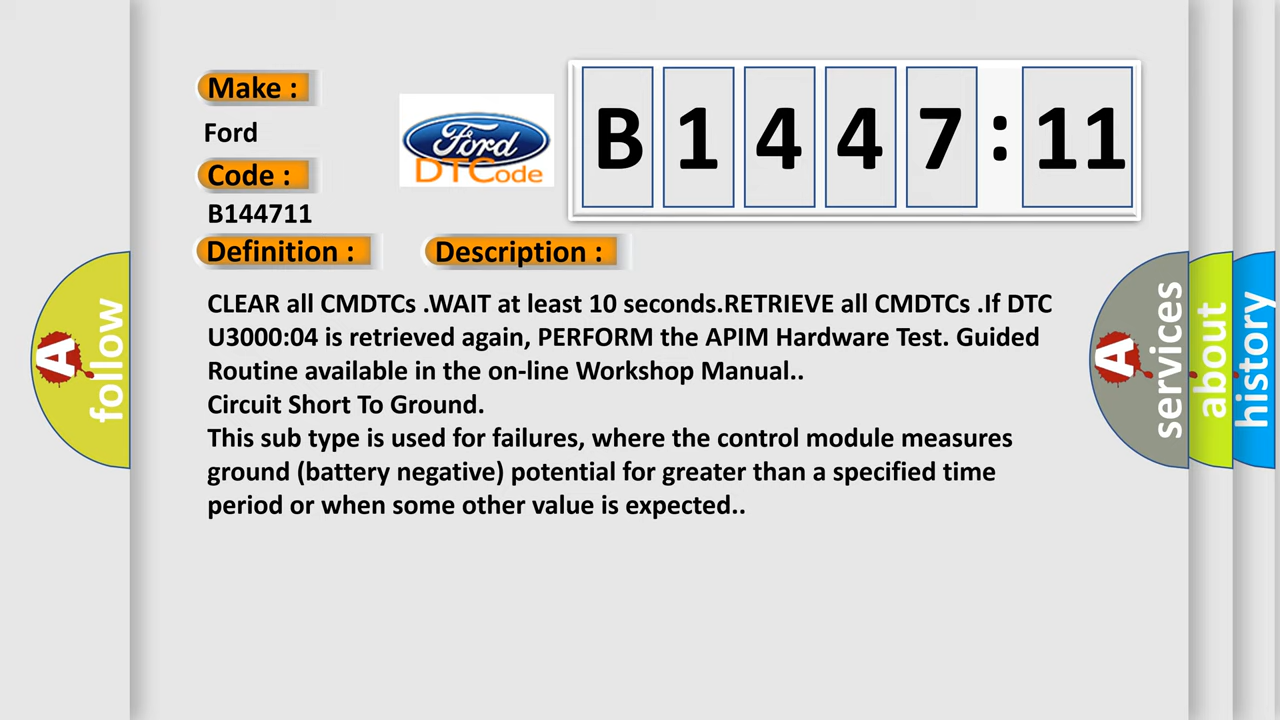 Make :
Ford
Code :
B144711
Ford
DTCode
B1447:11
Definition :
Description :
CLEAR all CMDTCs .WAIT at least 10 seconds.RETRIEVE all CMDTCs .If DTC
U3000:04 is retrieved again, PERFORM the APIM Hardware Test. Guided
Routine available in the on-line Workshop Manual..
Circuit Short To Ground.
This sub type is used for failures, where the control module measures
ground (battery negative) potential for greater than a specified time
period or when some other value is expected..
A
follow
A
services
about
history